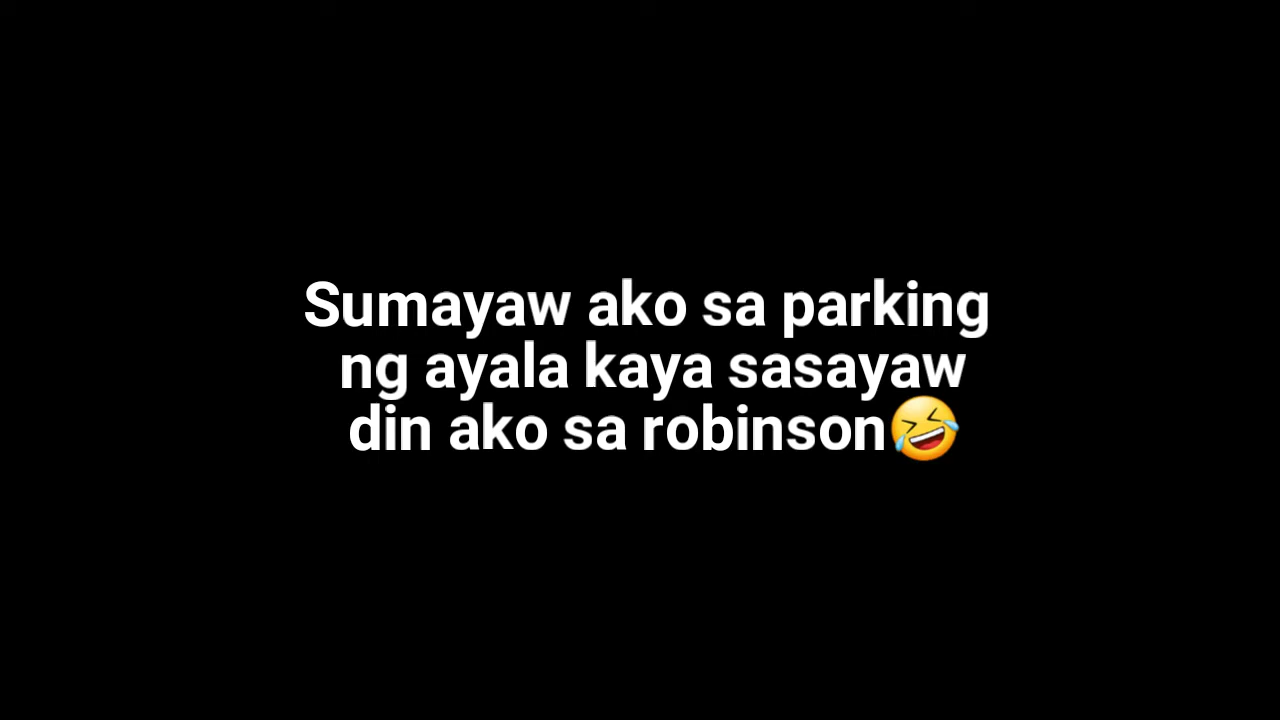 Sumayaw ako sa parking
ng ayala kaya sasayaw
din ako sa robinson🤣